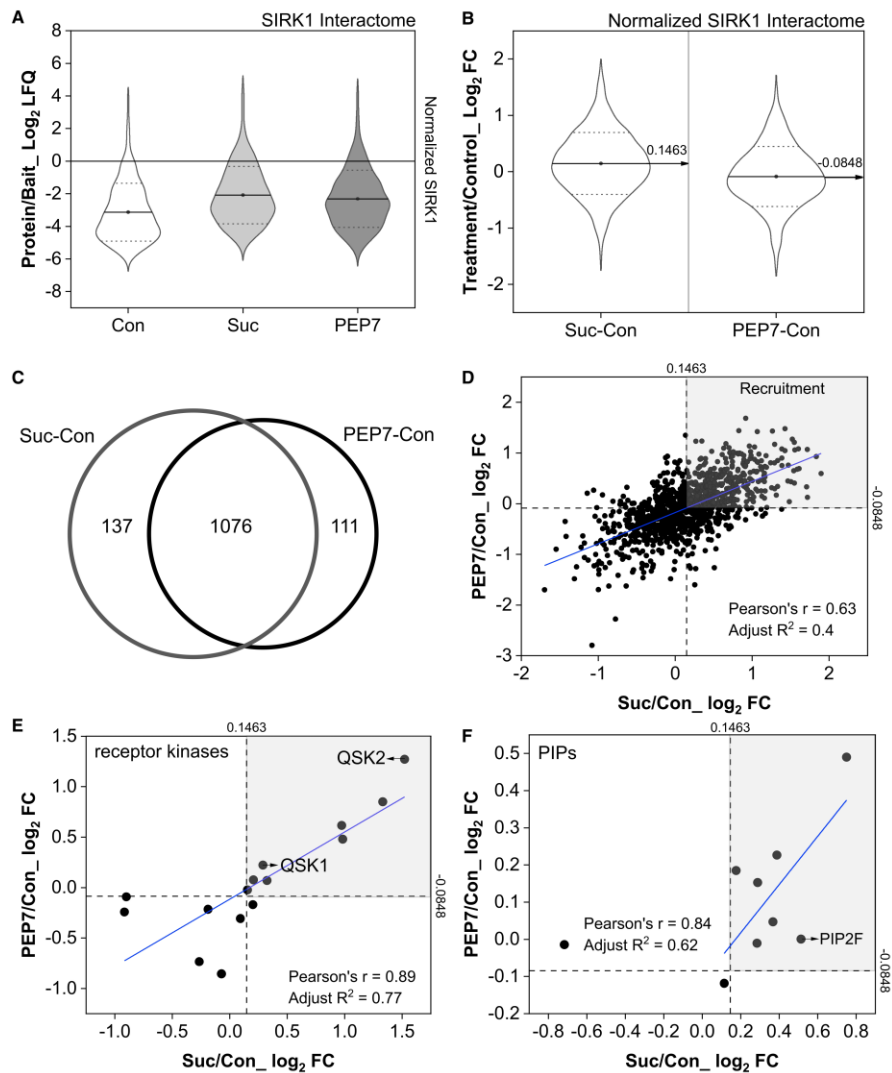 A
SIRK1 Interactome
Protein/Bait_ Log2 LFQ
8
6
4
2
0
-2
-4
-6
-8
Con
Suc
PEP7
Normalized SIRK1
B
Normalized SIRK1 Interactome
Treatment/Control_ Log2 FC
2
1
0
-1
-2
0.1463
-0.0848
Suc-Con
PEP7-Con
C
Suc-Con
PEP7-Con
137
1076
111
D
0.1463
Recruitment
PEP7/Con_ log2 FC
2
1
0
-1
-2
-3
-0.0848
Pearson's r = 0.63
Adjust R2 = 0.4
-2
-1
0
1
2
Suc/Con_ log2 FC
E
0.1463
receptor kinases
QSK2
QSK1
PEP7/Con_ log2 FC
1.5
1.0
0.5
0.0
-0.5
-1.0
-0.0848
Pearson's r = 0.89
Adjust R2 = 0.77
-1.0
-0.5
0.0
0.5
1.0
1.5
Suc/Con_ log2 FC
F
0.1463
PIPs
PEP7/Con_ log2 FC
0.5
0.4
0.3
0.2
0.1
0.0
-0.1
-0.2
Pearson's r = 0.84
Adjust R2 = 0.62
PIP2F
-0.0848
-0.8
-0.6
-0.4
-0.2
0.0
0.2
0.4
0.6
0.8
Suc/Con_ log2 FC